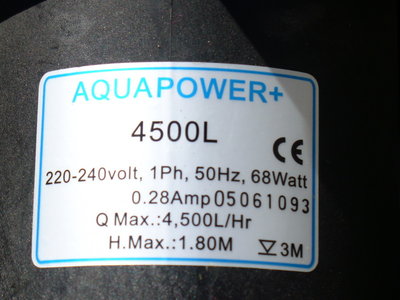 AQUAPOWER+
4500L
CE
220-240volt, 1Ph, 50Hz, 68Watt
0.28Amp 05061093
Q Max.:4,500L/Hr
H.Max.:1.80M 3M